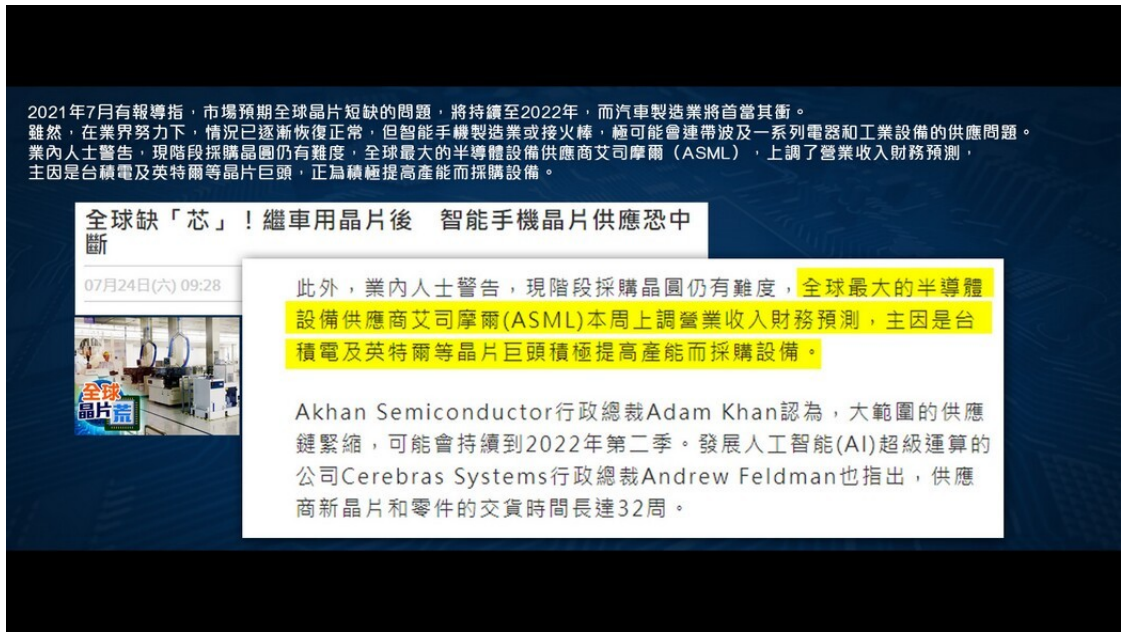 2021年7月有報導指，市場預期全球晶片短缺的問題，將持續至2022年，而汽車製造業將首當其衝。
雖然，在業界努力下，情況已逐漸恢復正常，但智能手機製造業或接火棒，極可能會連帶波及一系列電器和工業設備的供應問題。
業內人士警告，現階段採購晶圓仍有難度，全球最大的半導體設備供應商艾司摩爾（ASML），上調了營業收入財務預測，
主因是台積電及英特爾等晶片巨頭，正為積極提高產能而採購設備。
全球缺「芯」！繼車用晶片後　智能手機晶片供應恐中
斷
07月24日(六) 09:28
全球
晶片荒
此外，業內人士警告，現階段採購晶圓仍有難度，全球最大的半導體
設備供應商艾司摩爾(ASML)本周上調營業收入財務預測，主因是台
積電及英特爾等晶片巨頭積極提高產能而採購設備。
Akhan Semiconductor行政總裁Adam Khan認為，大範圍的供應
鏈緊縮，可能會持續到2022年第二季。發展人工智能(AI)超級運算的
公司Cerebras Systems行政總裁Andrew Feldman也指出，供應
商新晶片和零件的交貨時間長達32周。